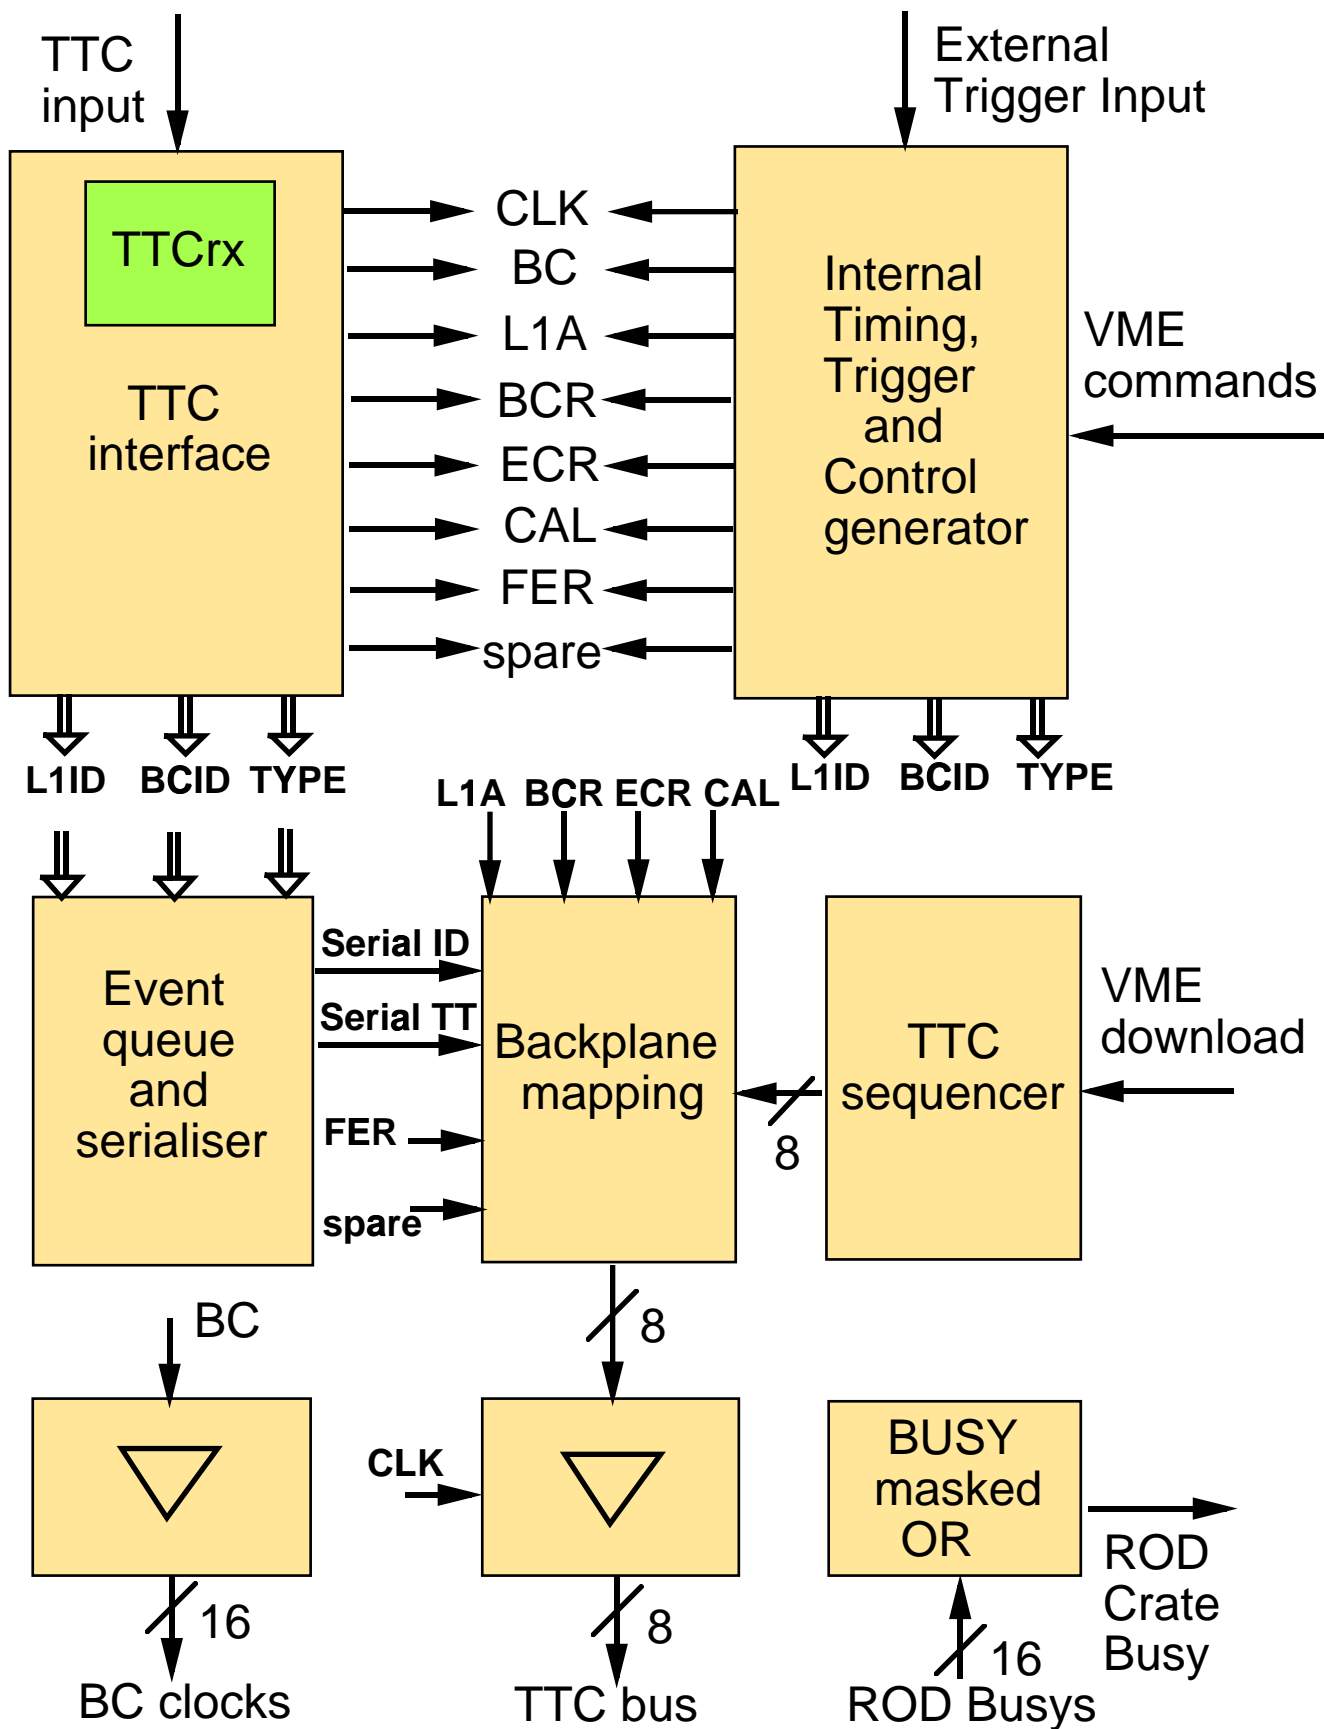 TTC
input
External
Trigger Input
TTCrx
TTC
interface
CLK
BC
L1A
BCR
ECR
CAL
FER
spare
Internal
Timing,
Trigger
and
Control
generator
VME
commands
L1ID BCID TYPE
L1ID BCID TYPE
L1A BCR ECR CAL
Event
queue
and
serialiser
Serial ID
Serial TT
FER
spare
Backplane
mapping
8
TTC
sequencer
VME
download
BC
8
CLK
BUSY
masked
OR
ROD
Crate
Busy
16
8
16
BC clocks
TTC bus
ROD Busys